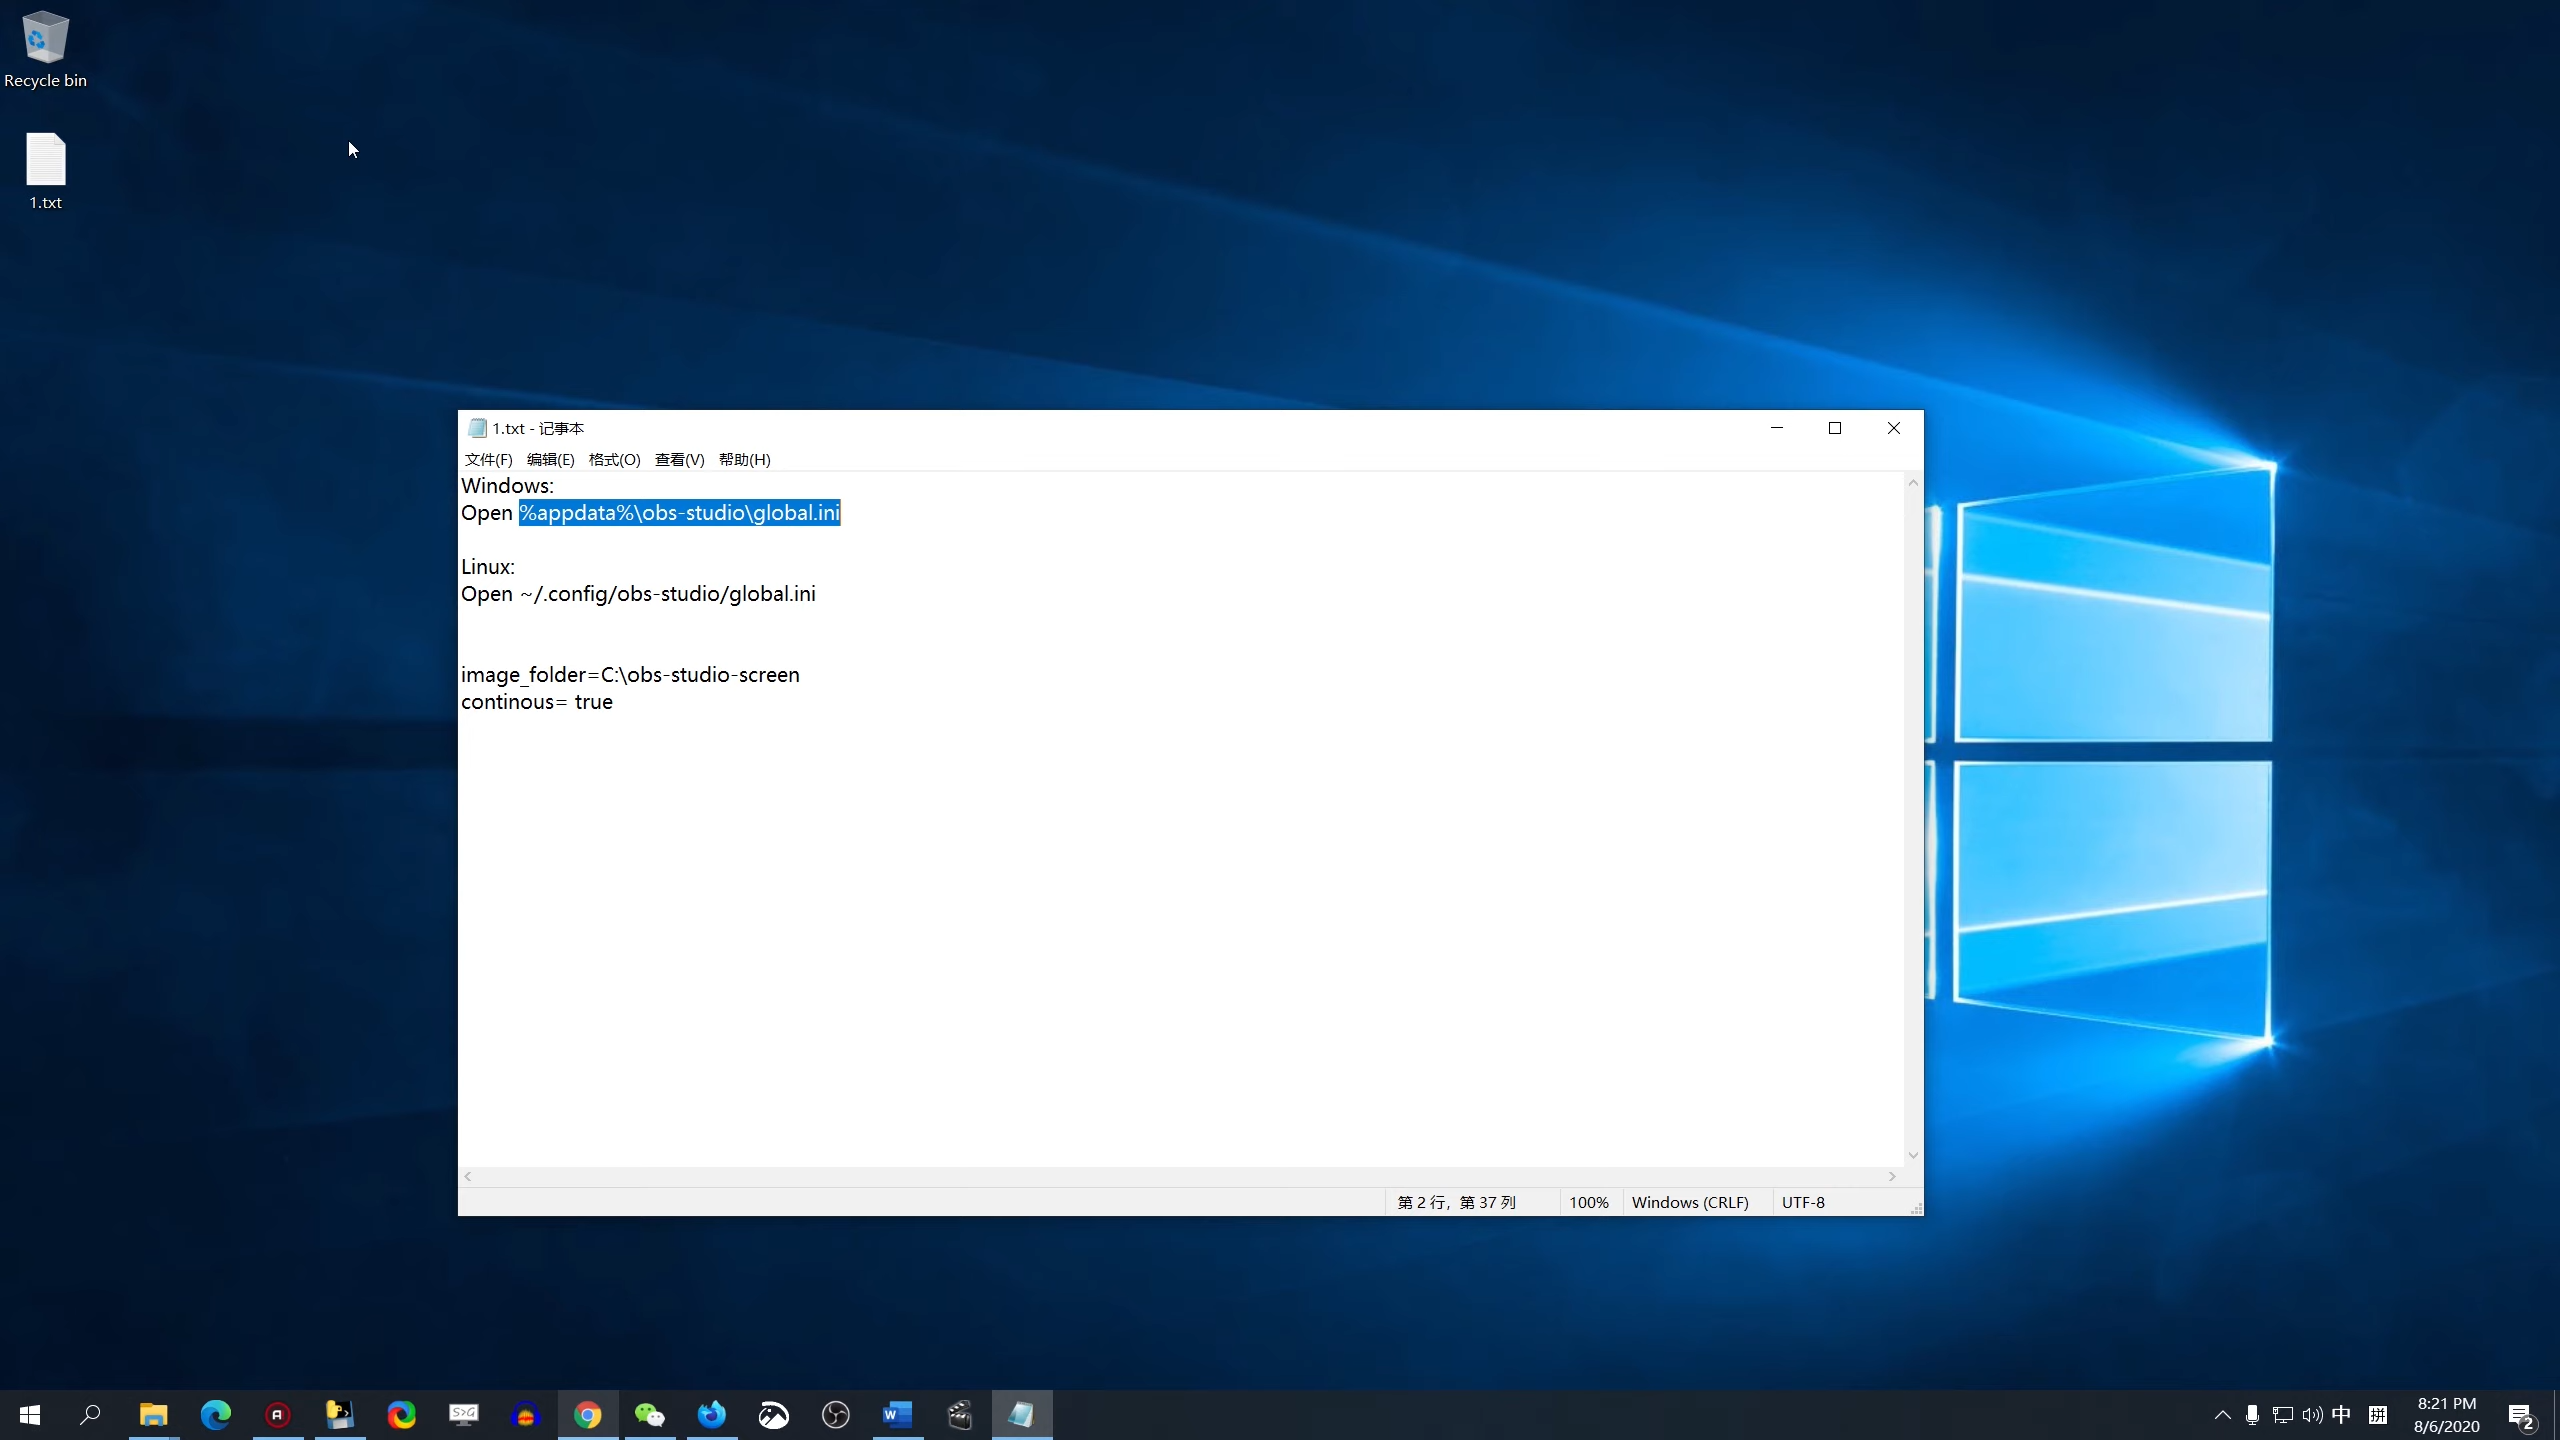 Recycle bin
1.txt
1.txt - 记事本
文件(F) 编辑(E) 格式(O) 查看(V) 帮助(H)
Windows:
Open %appdata%\obs-studio\global.ini
Linux:
Open ~/.config/obs-studio/global.ini
image_folder=C:\obs-studio-screen
continous= true
第 2 行，第 37 列 100% Windows (CRLF) UTF-8
S>G
W
中
拼
8:21 PM
8/6/2020
2